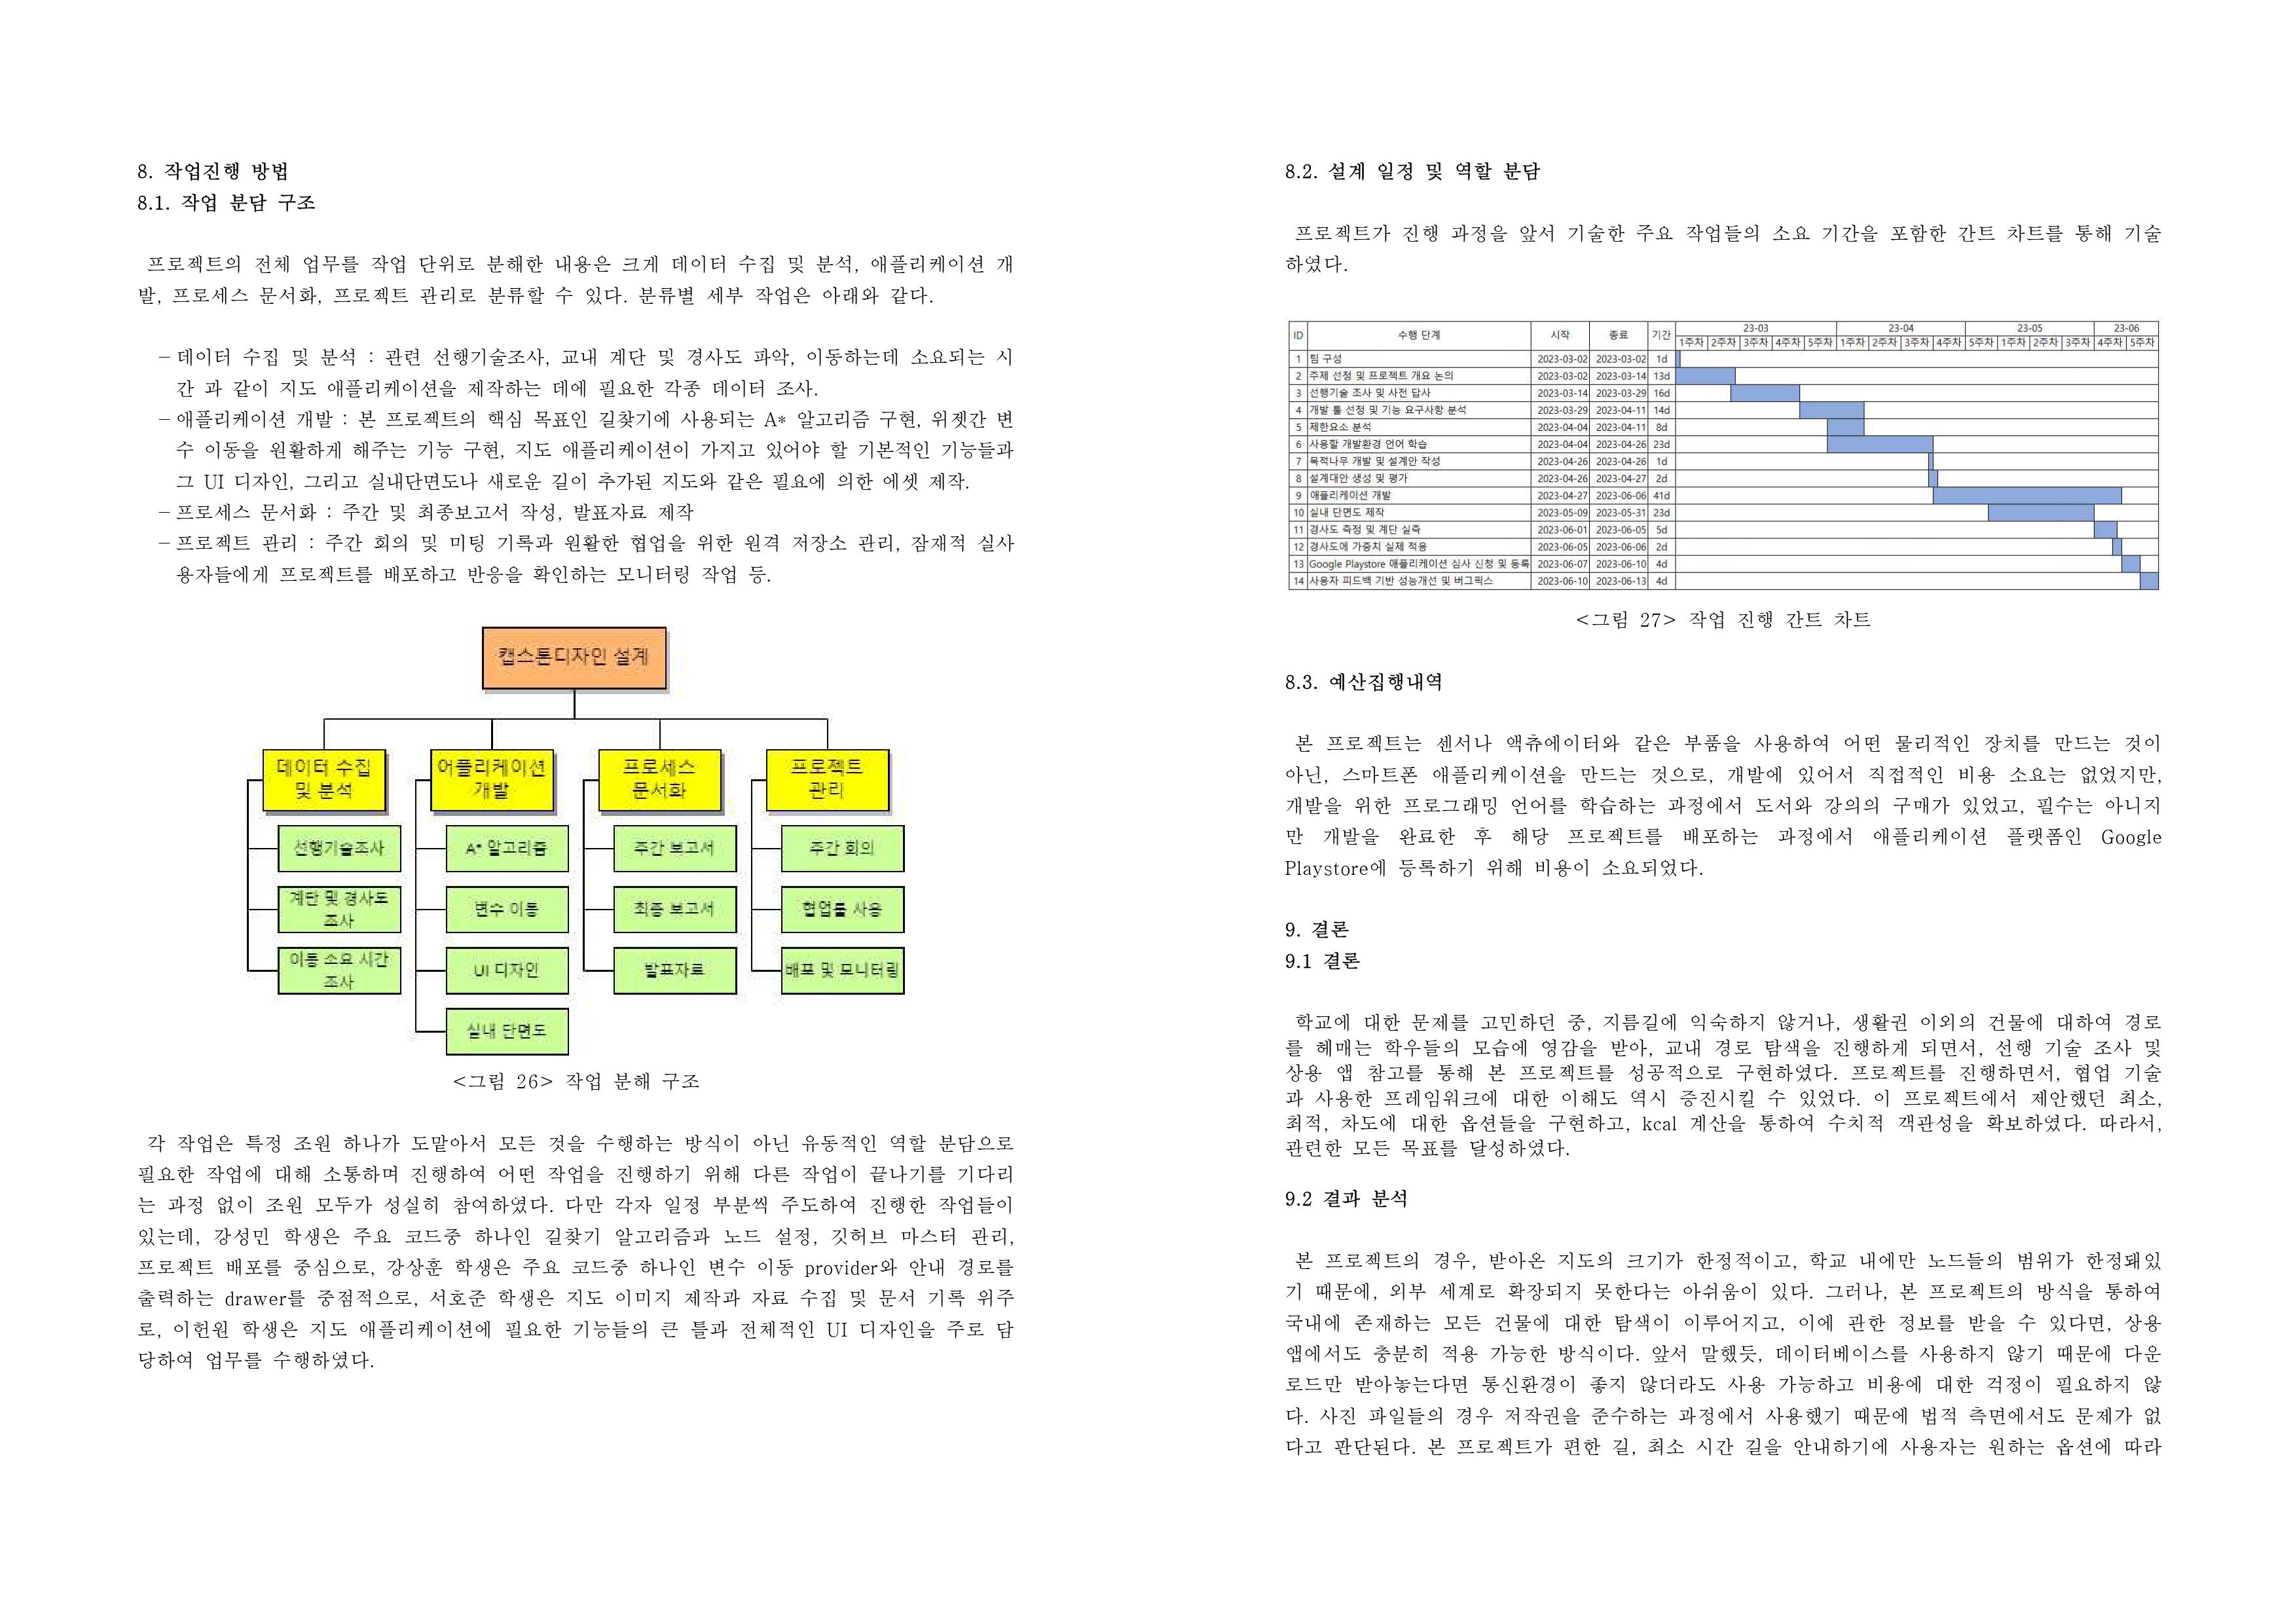 8. 작업진행 방법
8.1. 작업 분담 구조
프로젝트의 전체 업무를 작업 단위로 분해한 내용은 크게 데이터 수집 및 분석, 애플리케이션 개
발, 프로세스 문서화, 프로젝트 관리로 분류할 수 있다. 분류별 세부 작업은 아래와 같다.
- 데이터 수집 및 분석 : 관련 선행기술조사, 교내 계단 및 경사도 파악, 이동하는데 소요되는 시
간 과 같이 지도 애플리케이션을 제작하는 데에 필요한 각종 데이터 조사.
- 애플리케이션 개발 : 본 프로젝트의 핵심 목표인 길찾기에 사용되는 A* 알고리즘 구현, 위젯간 변
수 이동을 원활하게 해주는 기능 구현, 지도 애플리케이션이 가지고 있어야 할 기본적인 기능들과
그 UI 디자인, 그리고 실내단면도나 새로운 길이 추가된 지도와 같은 필요에 의한 에셋 제작.
- 프로세스 문서화 : 주간 및 최종보고서 작성, 발표자료 제작
- 프로젝트 관리 : 주간 회의 및 미팅 기록과 원활한 협업을 위한 원격 저장소 관리, 잠재적 실사
용자들에게 프로젝트를 배포하고 반응을 확인하는 모니터링 작업 등.
캡스톤디자인 설계
데이터 수집
및 분석
선행기술조사
계단 및 경사도
조사
이동 소요 시간
조사
어플리케이션
개발
A* 알고리즘
변수 이동
UI 디자인
실내 단면도
프로세스
문서화
주간 보고서
최종 보고서
발표자료
프로젝트
관리
주간 회의
협업툴 사용
배포 및 모니터링
<그림 26> 작업 분해 구조
각 작업은 특정 조원 하나가 도맡아서 모든 것을 수행하는 방식이 아닌 유동적인 역할 분담으로
필요한 작업에 대해 소통하며 진행하여 어떤 작업을 진행하기 위해 다른 작업이 끝나기를 기다리
는 과정 없이 조원 모두가 성실히 참여하였다. 다만 각자 일정 부분씩 주도하여 진행한 작업들이
있는데, 강성민 학생은 주요 코드중 하나인 길찾기 알고리즘과 노드 설정, 깃허브 마스터 관리,
프로젝트 배포를 중심으로, 강상훈 학생은 주요 코드중 하나인 변수 이동 provider와 안내 경로를
출력하는 drawer를 중점적으로, 서호준 학생은 지도 이미지 제작과 자료 수집 및 문서 기록 위주
로, 이헌원 학생은 지도 애플리케이션에 필요한 기능들의 큰 틀과 전체적인 UI 디자인을 주로 담
당하여 업무를 수행하였다.
8.2. 설계 일정 및 역할 분담
프로젝트가 진행 과정을 앞서 기술한 주요 작업들의 소요 기간을 포함한 간트 차트를 통해 기술
하였다.
ID 수행 단계 시작 종료 기간 23-03 23-04 23-05 23-06
1주차 2주차 3주차 4주차 5주차 1주차 2주차 3주차 4주차 5주차 1주차 2주차 3주차 4주차 5주차
1 팀 구성 2023-03-02 2023-03-02 1d
2 주제 선정 및 프로젝트 개요 논의 2023-03-02 2023-03-14 13d
3 선행기술 조사 및 사전 답사 2023-03-14 2023-03-29 16d
4 개발 툴 선정 및 기능 요구사항 분석 2023-03-29 2023-04-11 14d
5 제한요소 분석 2023-04-04 2023-04-11 8d
6 사용할 개발환경 언어 학습 2023-04-04 2023-04-26 23d
7 목적나무 개발 및 설계안 작성 2023-04-26 2023-04-26 1d
8 설계대안 생성 및 평가 2023-04-26 2023-04-27 2d
9 애플리케이션 개발 2023-04-27 2023-06-06 41d
10 실내 단면도 제작 2023-05-09 2023-05-31 23d
11 경사도 측정 및 계단 실측 2023-06-01 2023-06-05 5d
12 경사도에 가중치 실제 적용 2023-06-05 2023-06-06 2d
13 Google Playstore 애플리케이션 심사 신청 및 등록 2023-06-07 2023-06-10 4d
14 사용자 피드백 기반 성능개선 및 버그픽스 2023-06-10 2023-06-13 4d
<그림 27> 작업 진행 간트 차트
8.3. 예산집행내역
본 프로젝트는 센서나 액츄에이터와 같은 부품을 사용하여 어떤 물리적인 장치를 만드는 것이
아닌, 스마트폰 애플리케이션을 만드는 것으로, 개발에 있어서 직접적인 비용 소요는 없었지만,
개발을 위한 프로그래밍 언어를 학습하는 과정에서 도서와 강의의 구매가 있었고, 필수는 아니지
만 개발을 완료한 후 해당 프로젝트를 배포하는 과정에서 애플리케이션 플랫폼인 Google
Playstore에 등록하기 위해 비용이 소요되었다.
9. 결론
9.1 결론
학교에 대한 문제를 고민하던 중, 지름길에 익숙하지 않거나, 생활권 이외의 건물에 대하여 경로
를 헤매는 학우들의 모습에 영감을 받아, 교내 경로 탐색을 진행하게 되면서, 선행 기술 조사 및
상용 앱 참고를 통해 본 프로젝트를 성공적으로 구현하였다. 프로젝트를 진행하면서, 협업 기술
과 사용한 프레임워크에 대한 이해도 역시 증진시킬 수 있었다. 이 프로젝트에서 제안했던 최소,
최적, 차도에 대한 옵션들을 구현하고, kcal 계산을 통하여 수치적 객관성을 확보하였다. 따라서,
관련한 모든 목표를 달성하였다.
9.2 결과 분석
본 프로젝트의 경우, 받아온 지도의 크기가 한정적이고, 학교 내에만 노드들의 범위가 한정돼있
기 때문에, 외부 세계로 확장되지 못한다는 아쉬움이 있다. 그러나, 본 프로젝트의 방식을 통하여
국내에 존재하는 모든 건물에 대한 탐색이 이루어지고, 이에 관한 정보를 받을 수 있다면, 상용
앱에서도 충분히 적용 가능한 방식이다. 앞서 말했듯, 데이터베이스를 사용하지 않기 때문에 다운
로드만 받아놓는다면 통신환경이 좋지 않더라도 사용 가능하고 비용에 대한 걱정이 필요하지 않
다. 사진 파일들의 경우 저작권을 준수하는 과정에서 사용했기 때문에 법적 측면에서도 문제가 없
다고 판단된다. 본 프로젝트가 편한 길, 최소 시간 길을 안내하기에 사용자는 원하는 옵션에 따라